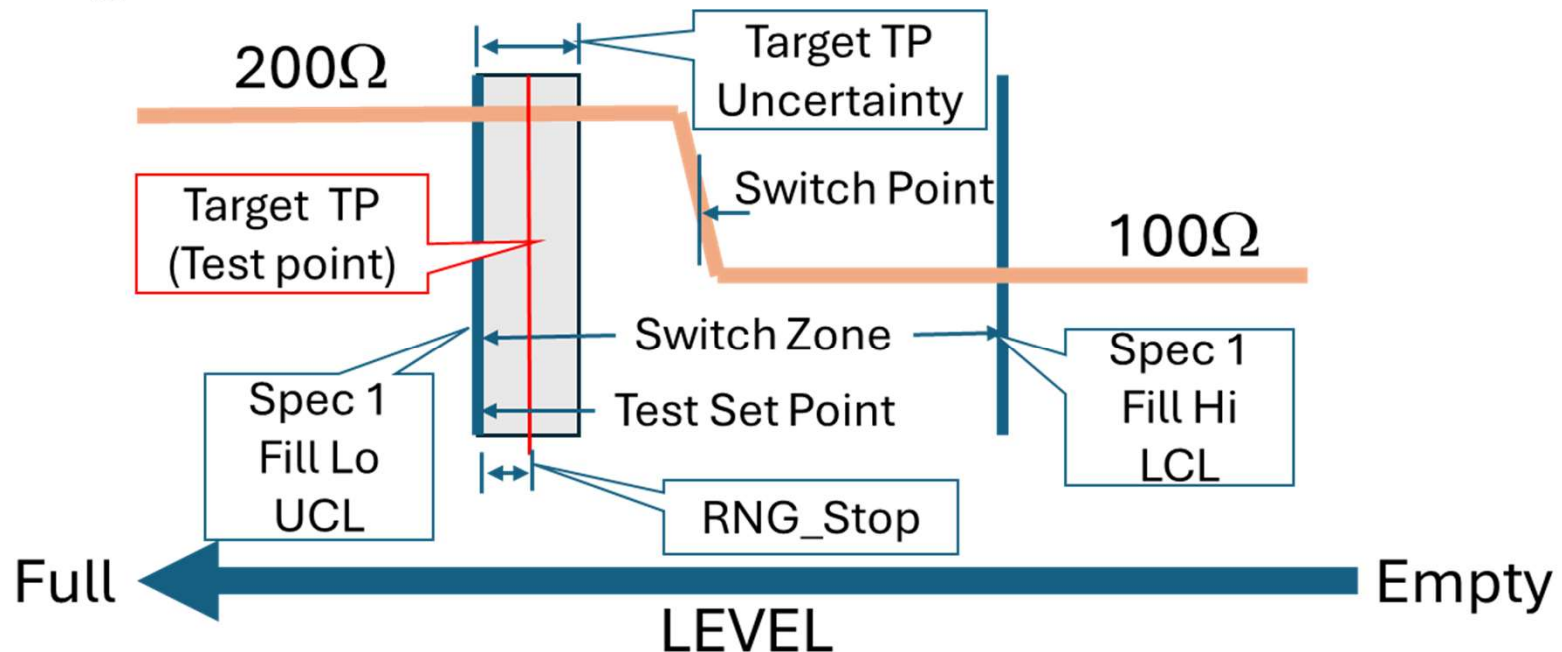 Target TP
Uncertainty
200Ω
Switch Point
Target TP
(Test point)
100Ω
Switch Zone
Spec 1
Fill Hi
LCL
Spec 1
Fill Lo
UCL
Test Set Point
RNG_Stop
Full
Empty
LEVEL